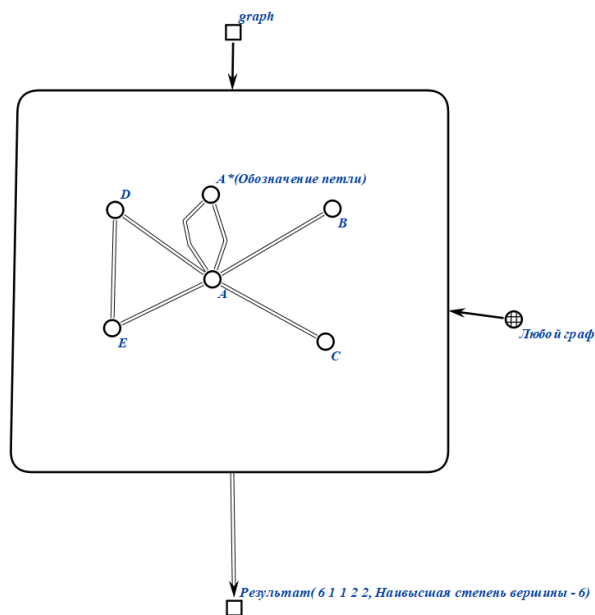 graph
A*(Обозначение петли)
D
B
A
E
C
Любой граф
Результат( 6 1 1 2 2, Наивысшая степень вершины - 6)